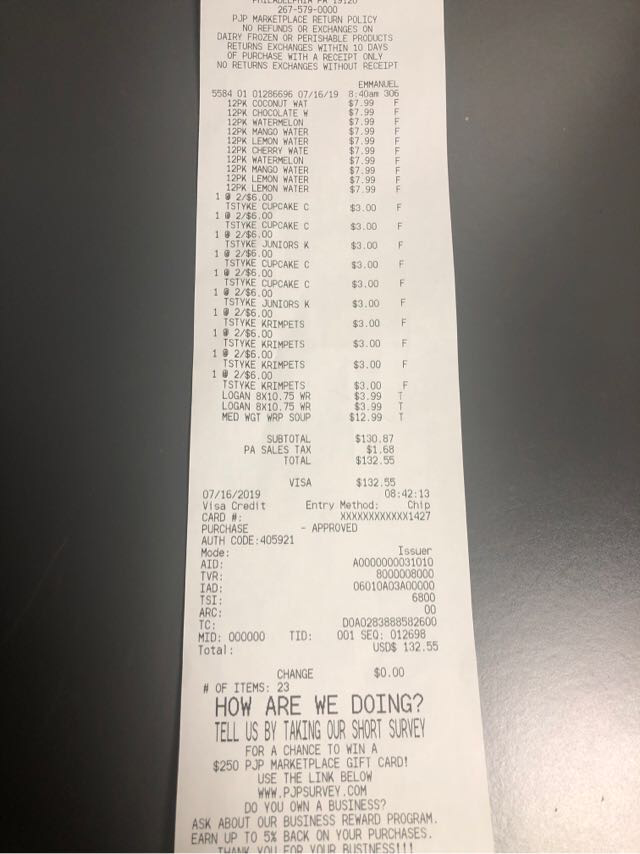 PHILADELPHIA PA 19120
267-579-0000
PJP MARKETPLACE RETURN POLICY
NO REFUNDS OR EXCHANGES ON
DAIRY FROZEN OR PERISHABLE PRODUCTS
RETURNS EXCHANGES WITHIN 10 DAYS
OF PURCHASE WITH A RECEIPT ONLY
NO RETURNS EXCHANGES WITHOUT RECEIPT
EMMANUEL
5584 01 01286696 07/16/19 8:40am 306
12PK COCONUT WAT $7.99 F
12PK CHOCOLATE W $7.99 F
12PK WATERMELON $7.99 F
12PK MANGO WATER $7.99 F
12PK LEMON WATER $7.99 F
12PK CHERRY WATE $7.99 F
12PK WATERMELON $7.99 F
12PK MANGO WATER $7.99 F
12PK LEMON WATER $7.99 F
12PK LEMON WATER $7.99 F
1 @ 2/$6.00
TSTYKE CUPCAKE C $3.00 F
1 @ 2/$6.00
TSTYKE CUPCAKE C $3.00 F
1 @ 2/$6.00
TSTYKE JUNIORS K $3.00 F
1 @ 2/$6.00
TSTYKE CUPCAKE C $3.00 F
1 @ 2/$6.00
TSTYKE CUPCAKE C $3.00 F
1 @ 2/$6.00
TSTYKE JUNIORS K $3.00 F
1 @ 2/$6.00
TSTYKE KRIMPETS $3.00 F
1 @ 2/$6.00
TSTYKE KRIMPETS $3.00 F
1 @ 2/$6.00
TSTYKE KRIMPETS $3.00 F
1 @ 2/$6.00
TSTYKE KRIMPETS $3.00 F
LOGAN 8X10.75 WR $3.99 T
LOGAN 8X10.75 WR $3.99 T
MED WGT WRP SOUP $12.99 T
SUBTOTAL $130.87
PA SALES TAX $1.68
TOTAL $132.55
VISA $132.55
07/16/2019 08:42:13
Visa Credit Entry Method: Chip
CARD #: XXXXXXXXXXXX1427
PURCHASE - APPROVED
AUTH CODE:405921
Mode: Issuer
AID: A0000000031010
TVR: 8000008000
IAD: 06010A03A00000
TSI: 6800
ARC: 00
TC: D0A0283888582600
MID: 000000 TID: 001 SEQ: 012698
Total: USD$ 132.55
CHANGE $0.00
# OF ITEMS: 23
HOW ARE WE DOING?
TELL US BY TAKING OUR SHORT SURVEY
FOR A CHANCE TO WIN A
$250 PJP MARKETPLACE GIFT CARD!
USE THE LINK BELOW
WWW.PJPSURVEY.COM
DO YOU OWN A BUSINESS?
ASK ABOUT OUR BUSINESS REWARD PROGRAM.
EARN UP TO 5% BACK ON YOUR PURCHASES.
THANK YOU FOR YOUR BUSTNESS!!!